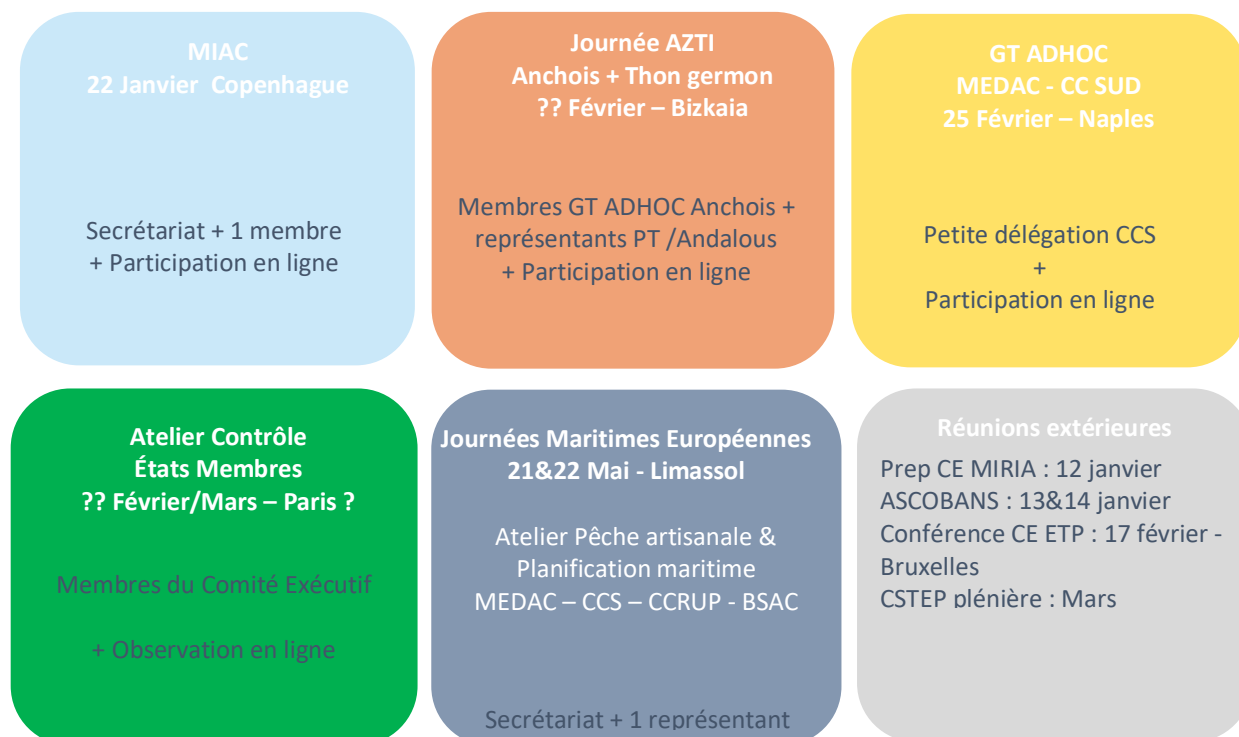 MIAC
22 Janvier  Copenhague
Secrétariat + 1 membre
+ Participation en ligne
Journée AZTI
Anchois + Thon germon
?? Février – Bizkaia
Membres GT ADHOC Anchois +
représentants PT /Andalous
+ Participation en ligne
GT ADHOC
MEDAC - CC SUD
25 Février – Naples
Petite délégation CCS
+
Participation en ligne
Atelier Contrôle
États Membres
?? Février/Mars – Paris ?
Membres du Comité Exécutif
+ Observation en ligne
Journées Maritimes Européennes
21&22 Mai - Limassol
Atelier Pêche artisanale &
Planification maritime
MEDAC – CCS – CCRUP - BSAC
Secrétariat + 1 représentant
Réunions extérieures
Prep CE MIRIA : 12 janvier
ASCOBANS : 13&14 janvier
Conférence CE ETP : 17 février -
Bruxelles
CSTEP plénière : Mars